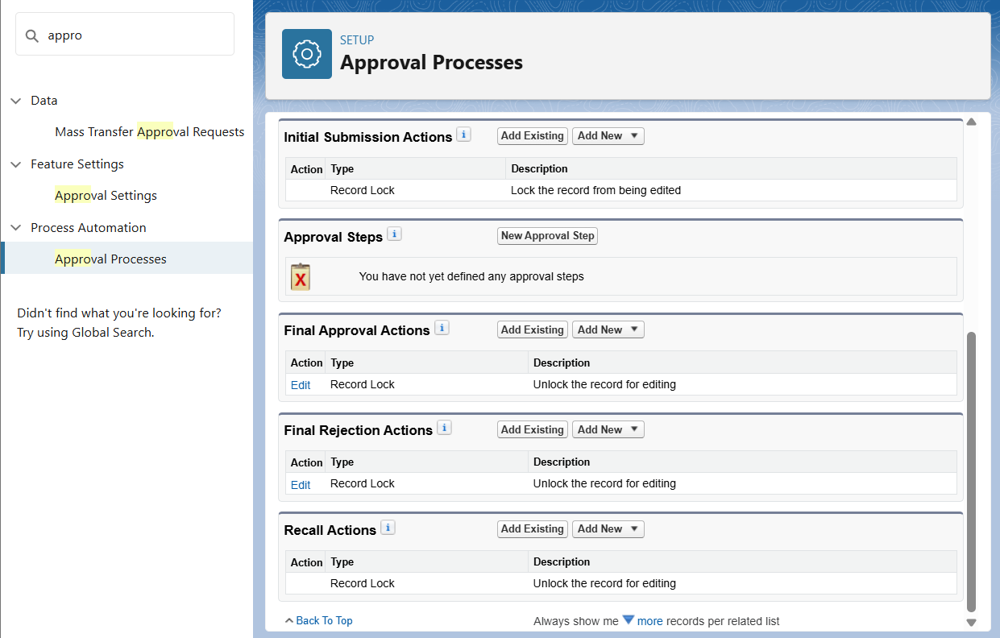 appro
Data
Mass Transfer Approval Requests
Feature Settings
Approval Settings
Process Automation
Approval Processes
Didn't find what you're looking for?
Try using Global Search.
SETUP
Approval Processes
Initial Submission Actions i Add Existing Add New
Action Type Description
Record Lock Lock the record from being edited
Approval Steps i New Approval Step
X You have not yet defined any approval steps
Final Approval Actions i Add Existing Add New
Action Type Description
Edit Record Lock Unlock the record for editing
Final Rejection Actions i Add Existing Add New
Action Type Description
Edit Record Lock Unlock the record for editing
Recall Actions i Add Existing Add New
Action Type Description
Record Lock Unlock the record for editing
Back To Top Always show me more records per related list